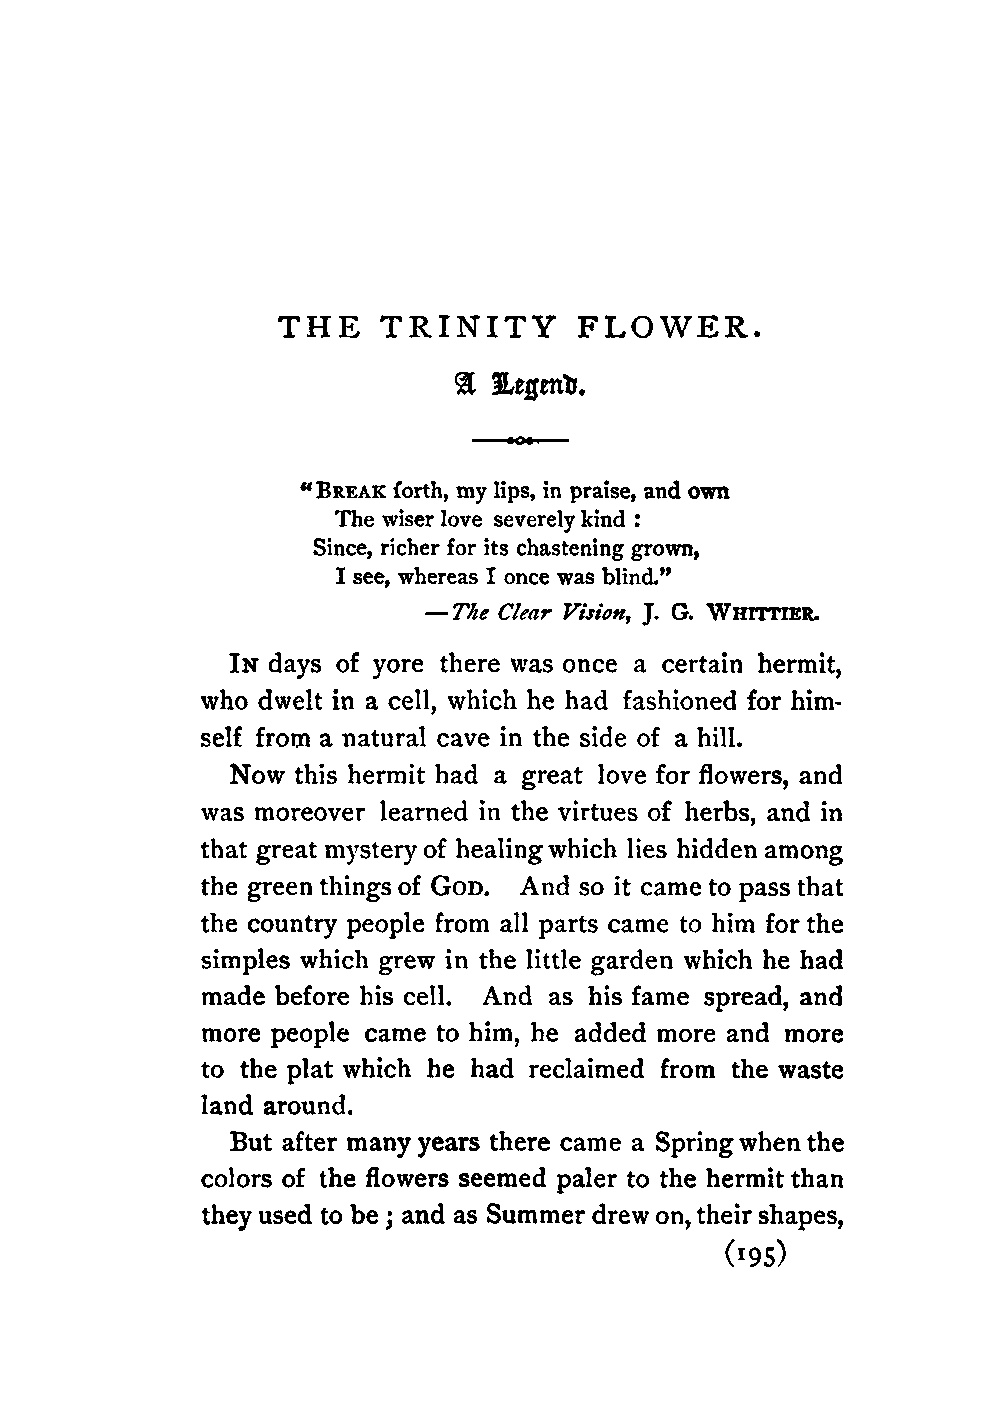 THE TRINITY FLOWER.
A Legend.
"BREAK forth, my lips, in praise, and own
The wiser love severely kind :
Since, richer for its chastening grown,
I see, whereas I once was blind."
—The Clear Vision, J. G. WHITTIER.
IN days of yore there was once a certain hermit,
who dwelt in a cell, which he had fashioned for him-
self from a natural cave in the side of a hill.
Now this hermit had a great love for flowers, and
was moreover learned in the virtues of herbs, and in
that great mystery of healing which lies hidden among
the green things of GOD. And so it came to pass that
the country people from all parts came to him for the
simples which grew in the little garden which he had
made before his cell. And as his fame spread, and
more people came to him, he added more and more
to the plat which he had reclaimed from the waste
land around.
But after many years there came a Spring when the
colors of the flowers seemed paler to the hermit than
they used to be ; and as Summer drew on, their shapes,
(195)